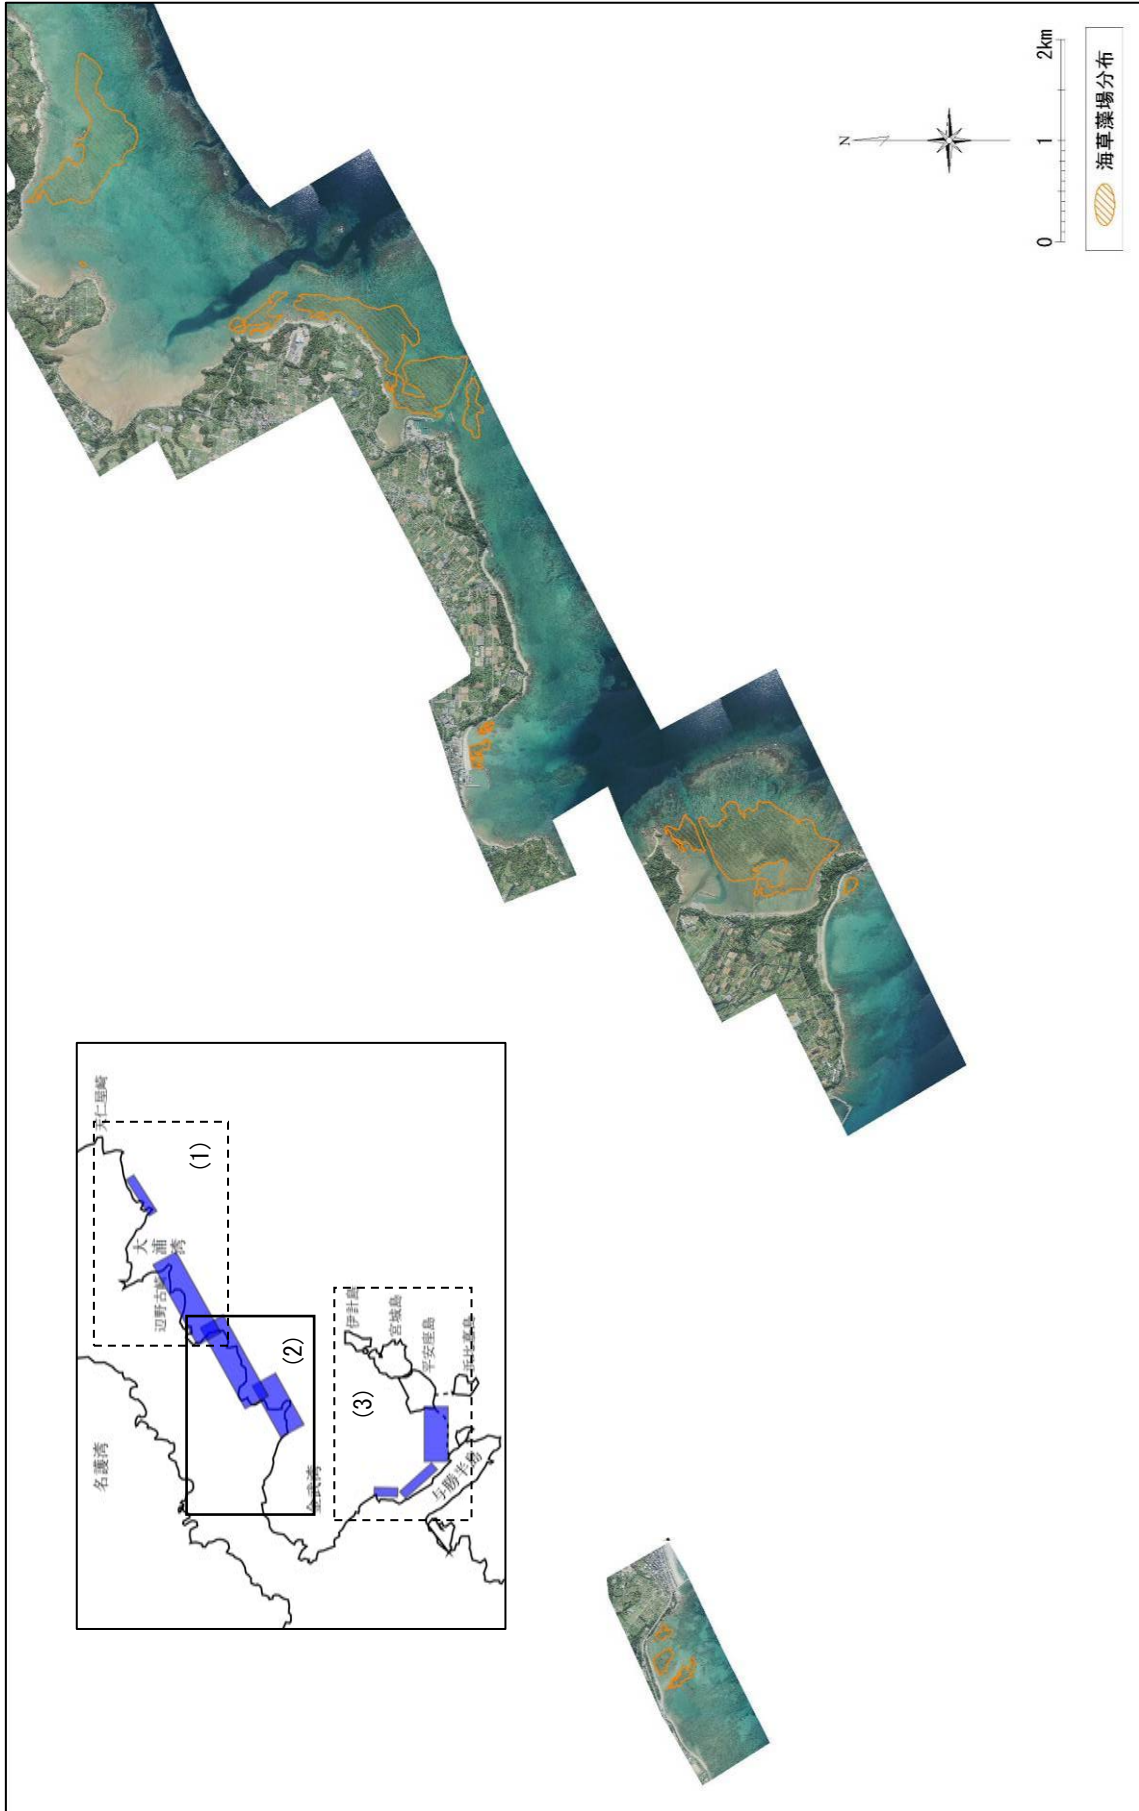 天仁屋崎
(1)
大
浦
湾
辺野古崎
(2)
名護湾
金武湾
伊計島
宮城島
平安座島
浜比嘉島
(3)
与勝半島
N
0 1 2km
海草藻場分布